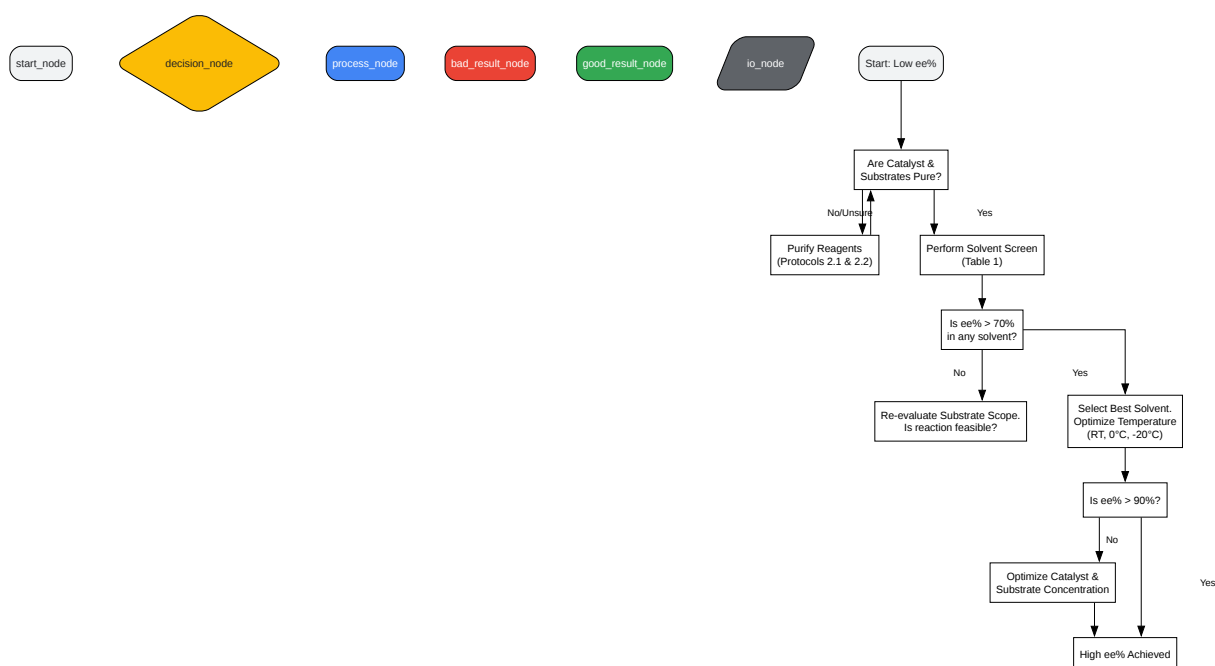 start_node
decision_node
process_node
bad_result_node
good_result_node
io_node
Start: Low ee%
Are Catalyst &
Substrates Pure?
No/Unsure
Yes
Purify Reagents
(Protocols 2.1 & 2.2)
Perform Solvent Screen
(Table 1)
Is ee% > 70%
in any solvent?
No
Yes
Re-evaluate Substrate Scope.
Is reaction feasible?
Select Best Solvent.
Optimize Temperature
(RT, 0°C, -20°C)
Is ee% > 90%?
No
Yes
Optimize Catalyst &
Substrate Concentration
High ee% Achieved